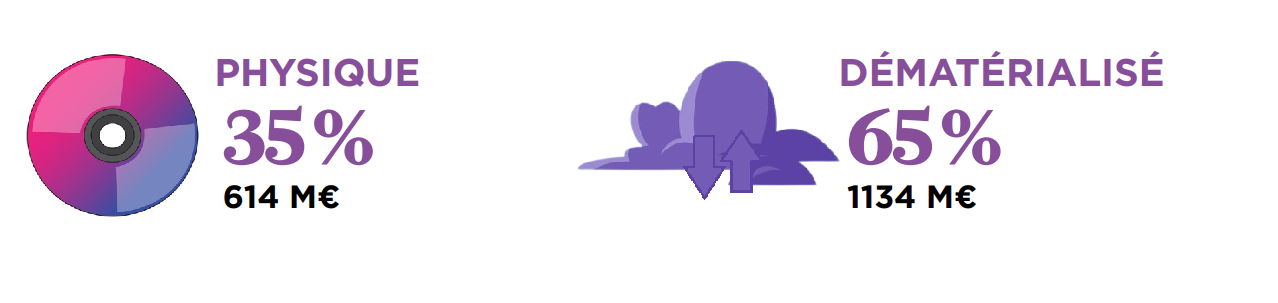 PHYSIQUE
35%
614 M€
DÉMATÉRIALISÉ
65%
1134 M€